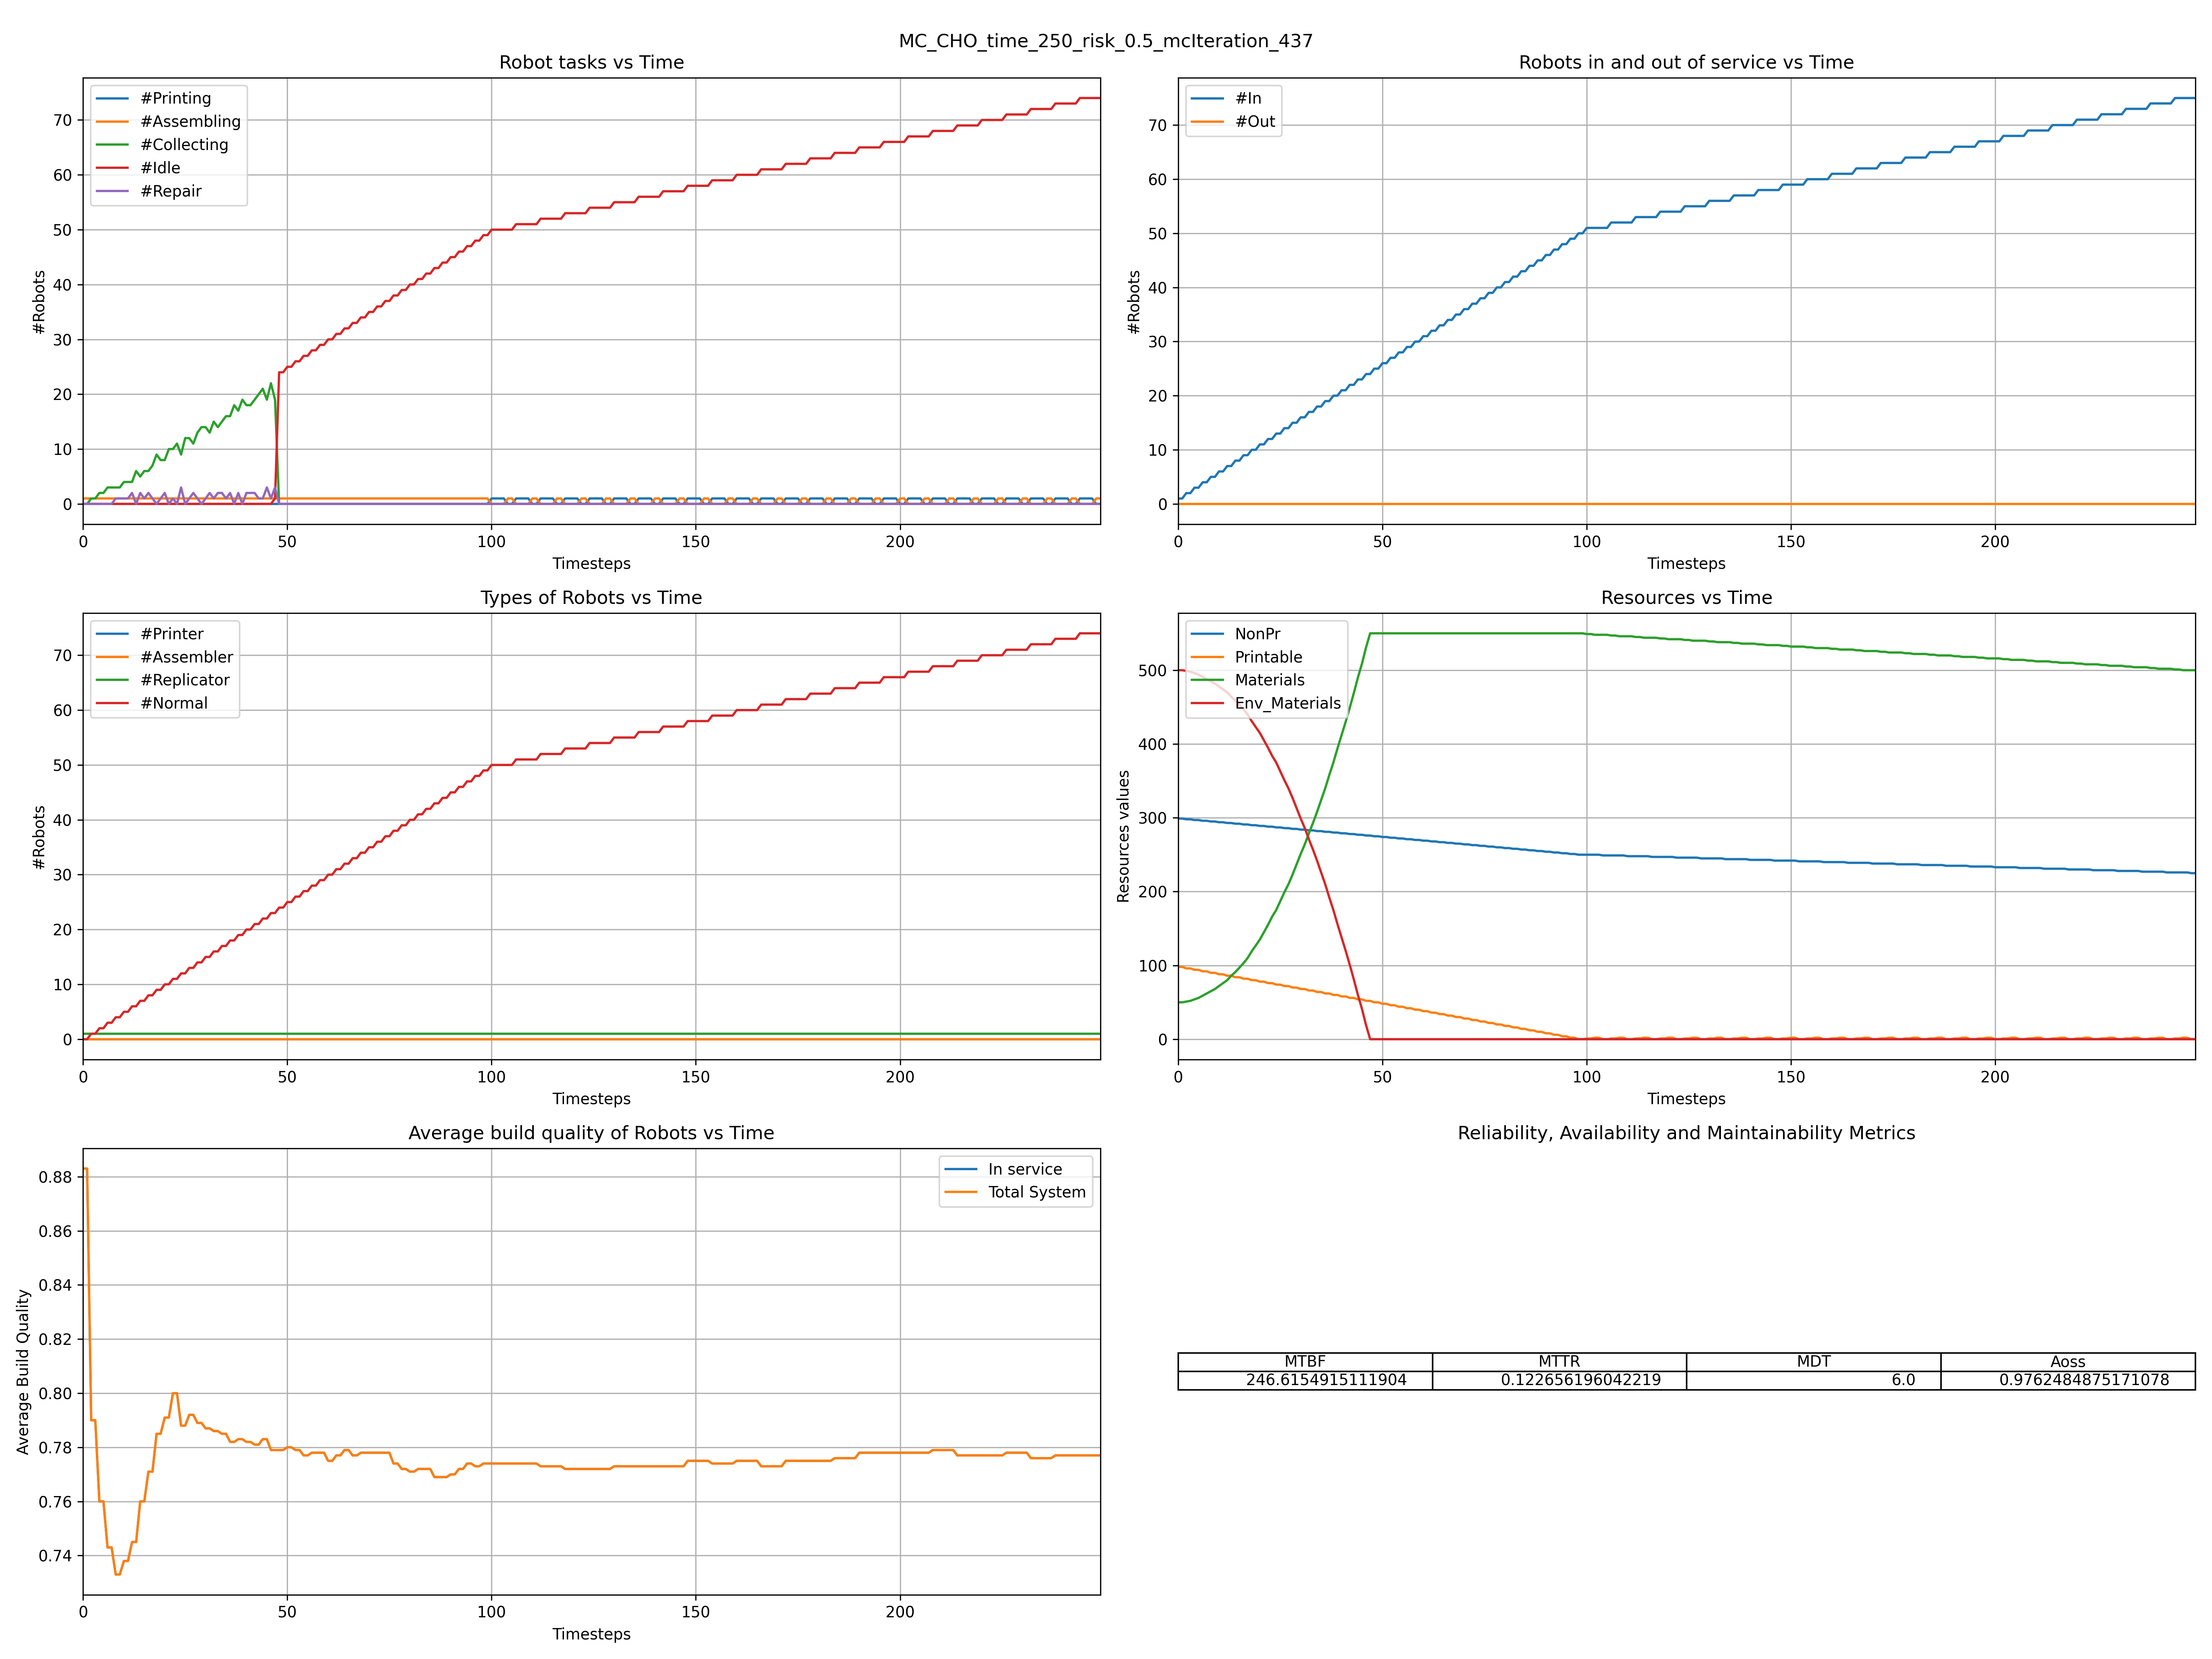 MC_CHO_time_250_risk_0.5_mcIteration_437
Robot tasks vs Time
#Printing
#Assembling
#Collecting
#Idle
#Repair
70
60
50
40
30
20
10
0
#Robots
0 50 100 150 200
Timesteps
Robots in and out of service vs Time
#In
#Out
70
60
50
40
30
20
10
0
#Robots
0 50 100 150 200
Timesteps
Types of Robots vs Time
#Printer
#Assembler
#Replicator
#Normal
70
60
50
40
30
20
10
0
#Robots
0 50 100 150 200
Timesteps
Resources vs Time
NonPr
Printable
Materials
Env_Materials
500
400
300
200
100
0
Resources values
0 50 100 150 200
Timesteps
Average build quality of Robots vs Time
In service
Total System
0.88
0.86
0.84
0.82
0.80
0.78
0.76
0.74
Average Build Quality
0 50 100 150 200
Timesteps
Reliability, Availability and Maintainability Metrics
MTBF MTTR MDT Aoss
246.6154915111904 0.122656196042219 6.0 0.9762484875171078